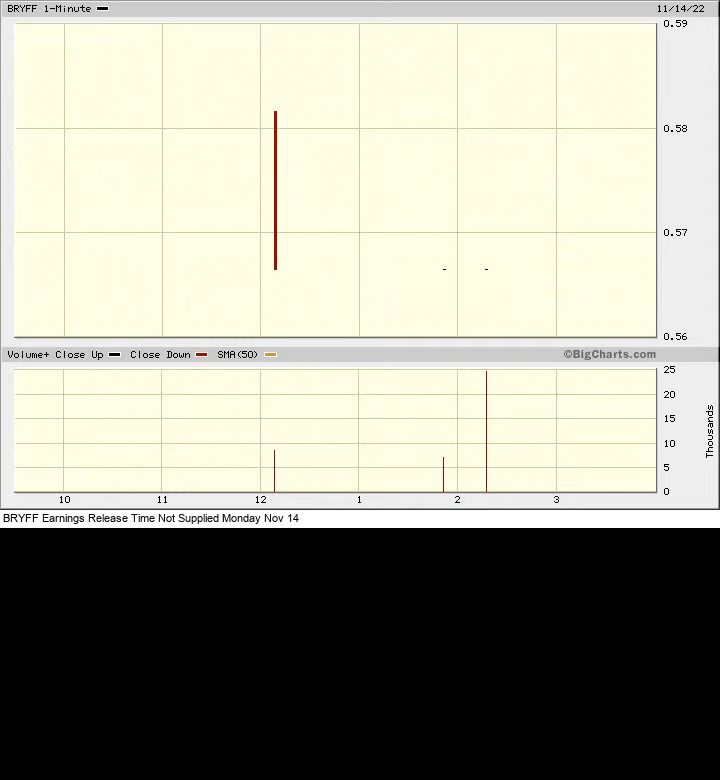 BRYFF 1-Minute 11/14/22
0.59
0.58
0.57
0.56
Volume+ Close Up Close Down SMA(50) ©BigCharts.com
25
20
15
10
5
0
Thousands
10 11 12 1 2 3
BRYFF Earnings Release Time Not Supplied Monday Nov 14